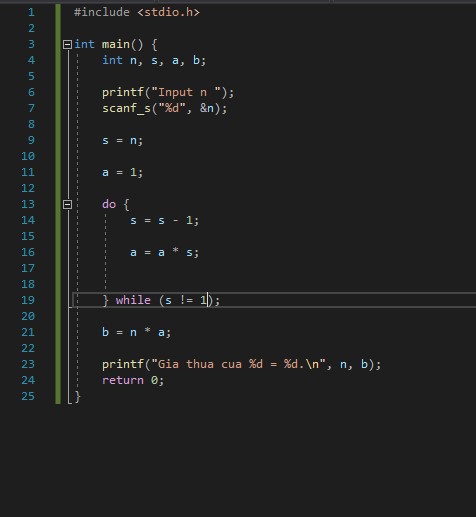 1 #include <stdio.h>
2
3 int main() {
4 int n, s, a, b;
5
6 printf("Input n ");
7 scanf_s("%d", &n);
8
9 s = n;
10
11 a = 1;
12
13 do {
14 s = s - 1;
15
16 a = a * s;
17
18
19 } while (s != 1);
20
21 b = n * a;
22
23 printf("Gia thua cua %d = %d.\n", n, b);
24 return 0;
25 }